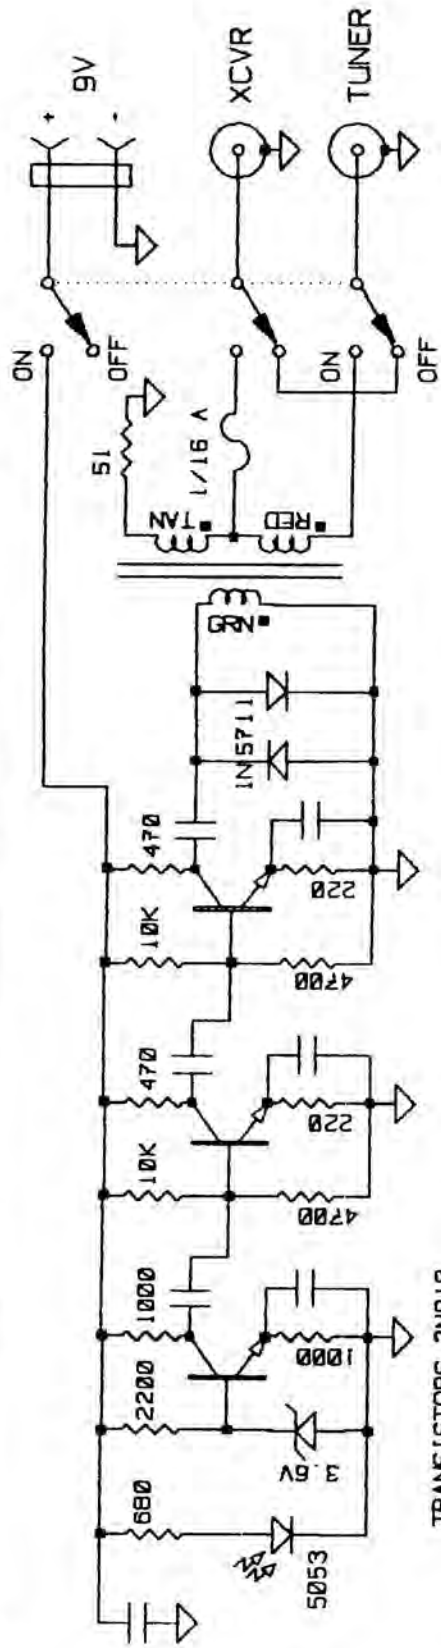 680
5053
2200
3.6V
1000
1000
10K
4700
470
220
10K
4700
470
220
1N5711
GRN
TAN
RED
51
1/16 A
ON
OFF
ON
OFF
+
-
9V
XCVR
TUNER
TRANSISTORS